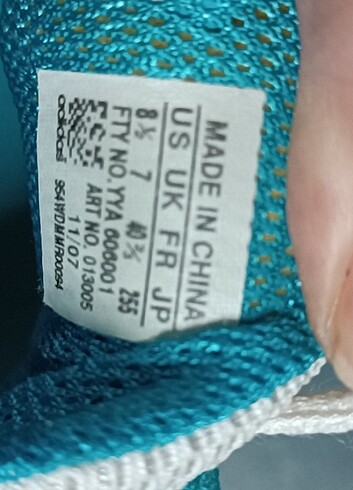 MADE IN CHINA
US UK FR JP
8½ 7 40⅔ 255
FTY NO. YYA 606001
ART NO. 013005
11/07
adidas